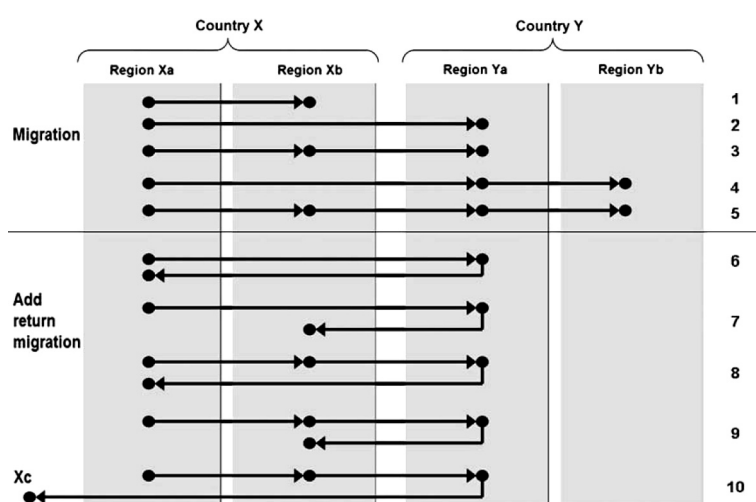 Country X Country Y
Region Xa Region Xb Region Ya Region Yb
1
2
Migration
3
4
5
6
Add
return
migration
7
8
9
Xc
10